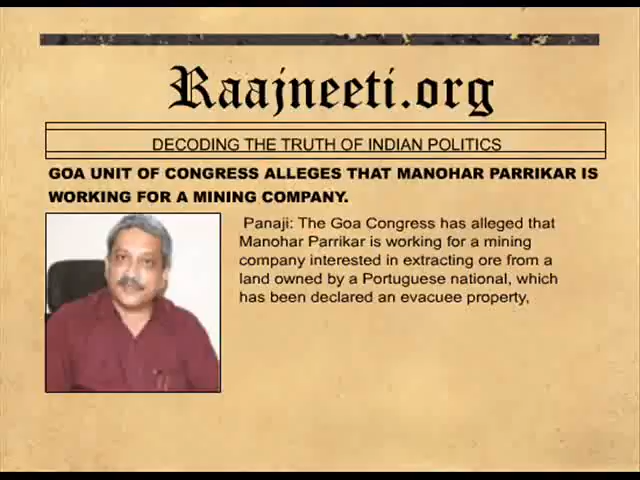 Raajneeti.org
DECODING THE TRUTH OF INDIAN POLITICS
GOA UNIT OF CONGRESS ALLEGES THAT MANOHAR PARRIKAR IS
WORKING FOR A MINING COMPANY.
Panaji: The Goa Congress has alleged that
Manohar Parrikar is working for a mining
company interested in extracting ore from a
land owned by a Portuguese national, which
has been declared an evacuee property,